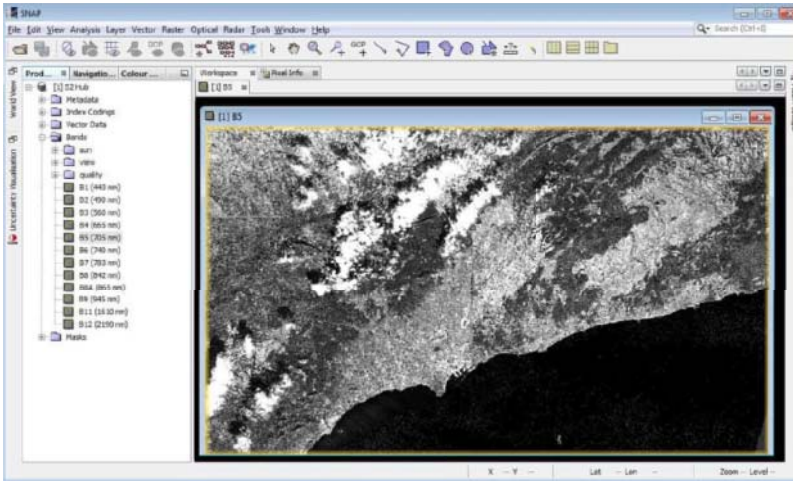 SNAP
File Edit View Analysis Layer Vector Raster Optical Radar Tools Window Help
Search (Ctrl+I)
GCP GCP
Prod... Navigatio... Colour ...
Workspace Pixel Info
[1] B5
World View
Uncertainty Visualisation
[1] S2 Hub
Metadata
Index Codings
Vector Data
Bands
sun
view
quality
B1 (443 nm)
B2 (490 nm)
B3 (560 nm)
B4 (665 nm)
B5 (705 nm)
B6 (740 nm)
B7 (783 nm)
B8 (842 nm)
B8A (865 nm)
B9 (945 nm)
B11 (1610 nm)
B12 (2190 nm)
Masks
[1] B5
X -- Y -- Lat -- Lon -- Zoom -- Level --